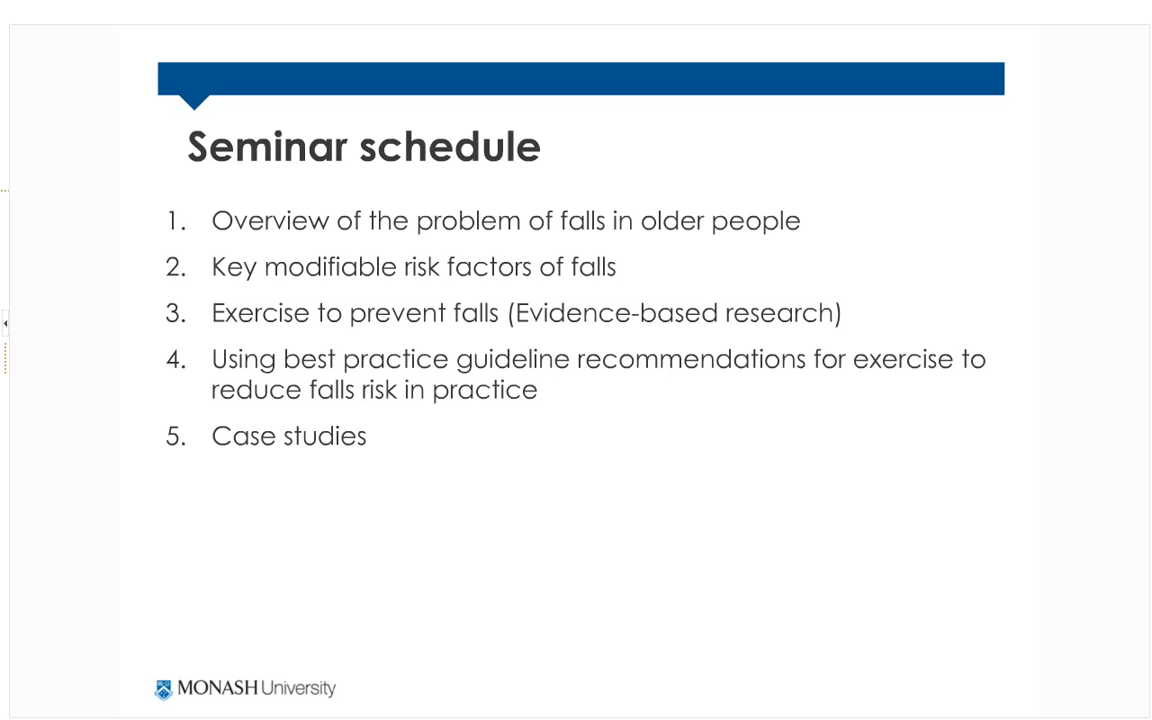 Seminar schedule
1. Overview of the problem of falls in older people
2. Key modifiable risk factors of falls
3. Exercise to prevent falls (Evidence-based research)
4. Using best practice guideline recommendations for exercise to
reduce falls risk in practice
5. Case studies
MONASH University